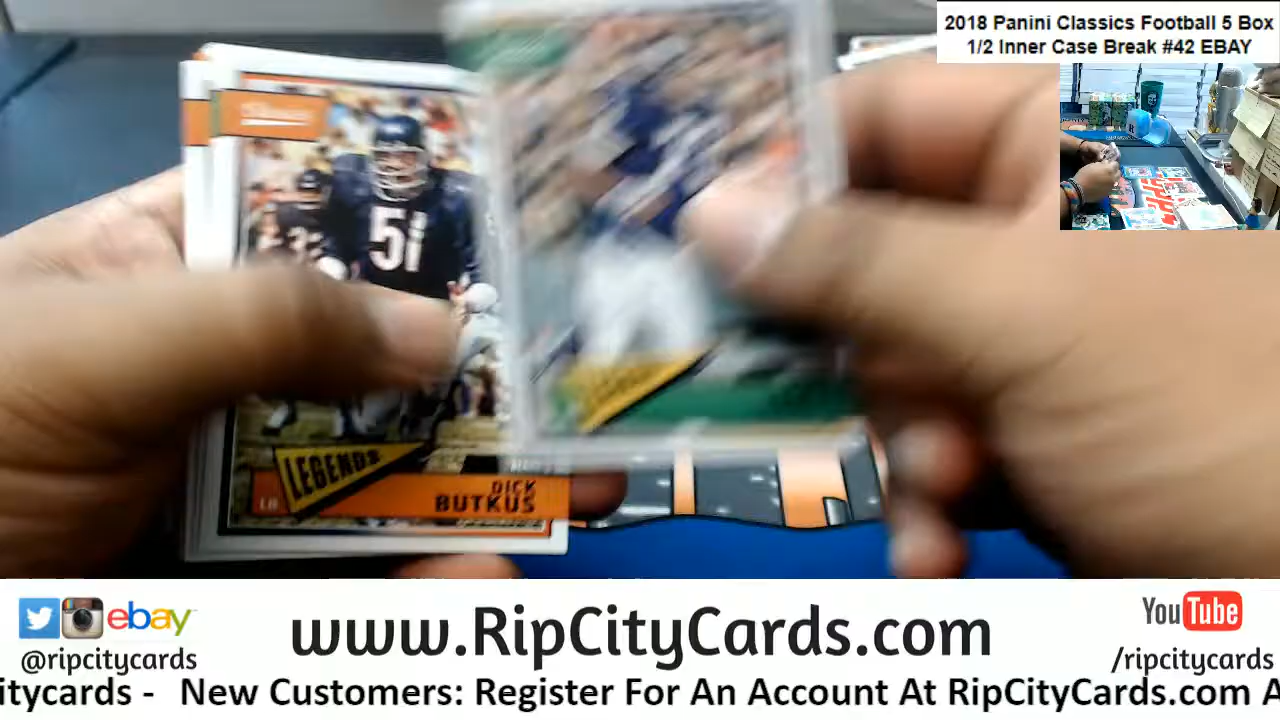 2018 Panini Classics Football 5 Box
1/2 Inner Case Break #42 EBAY
51
LEGENDS
LB
DICK
BUTKUS
ebay
@ripcitycards
www.RipCityCards.com
YouTube
/ripcitycards
itycards - New Customers: Register For An Account At RipCityCards.com A